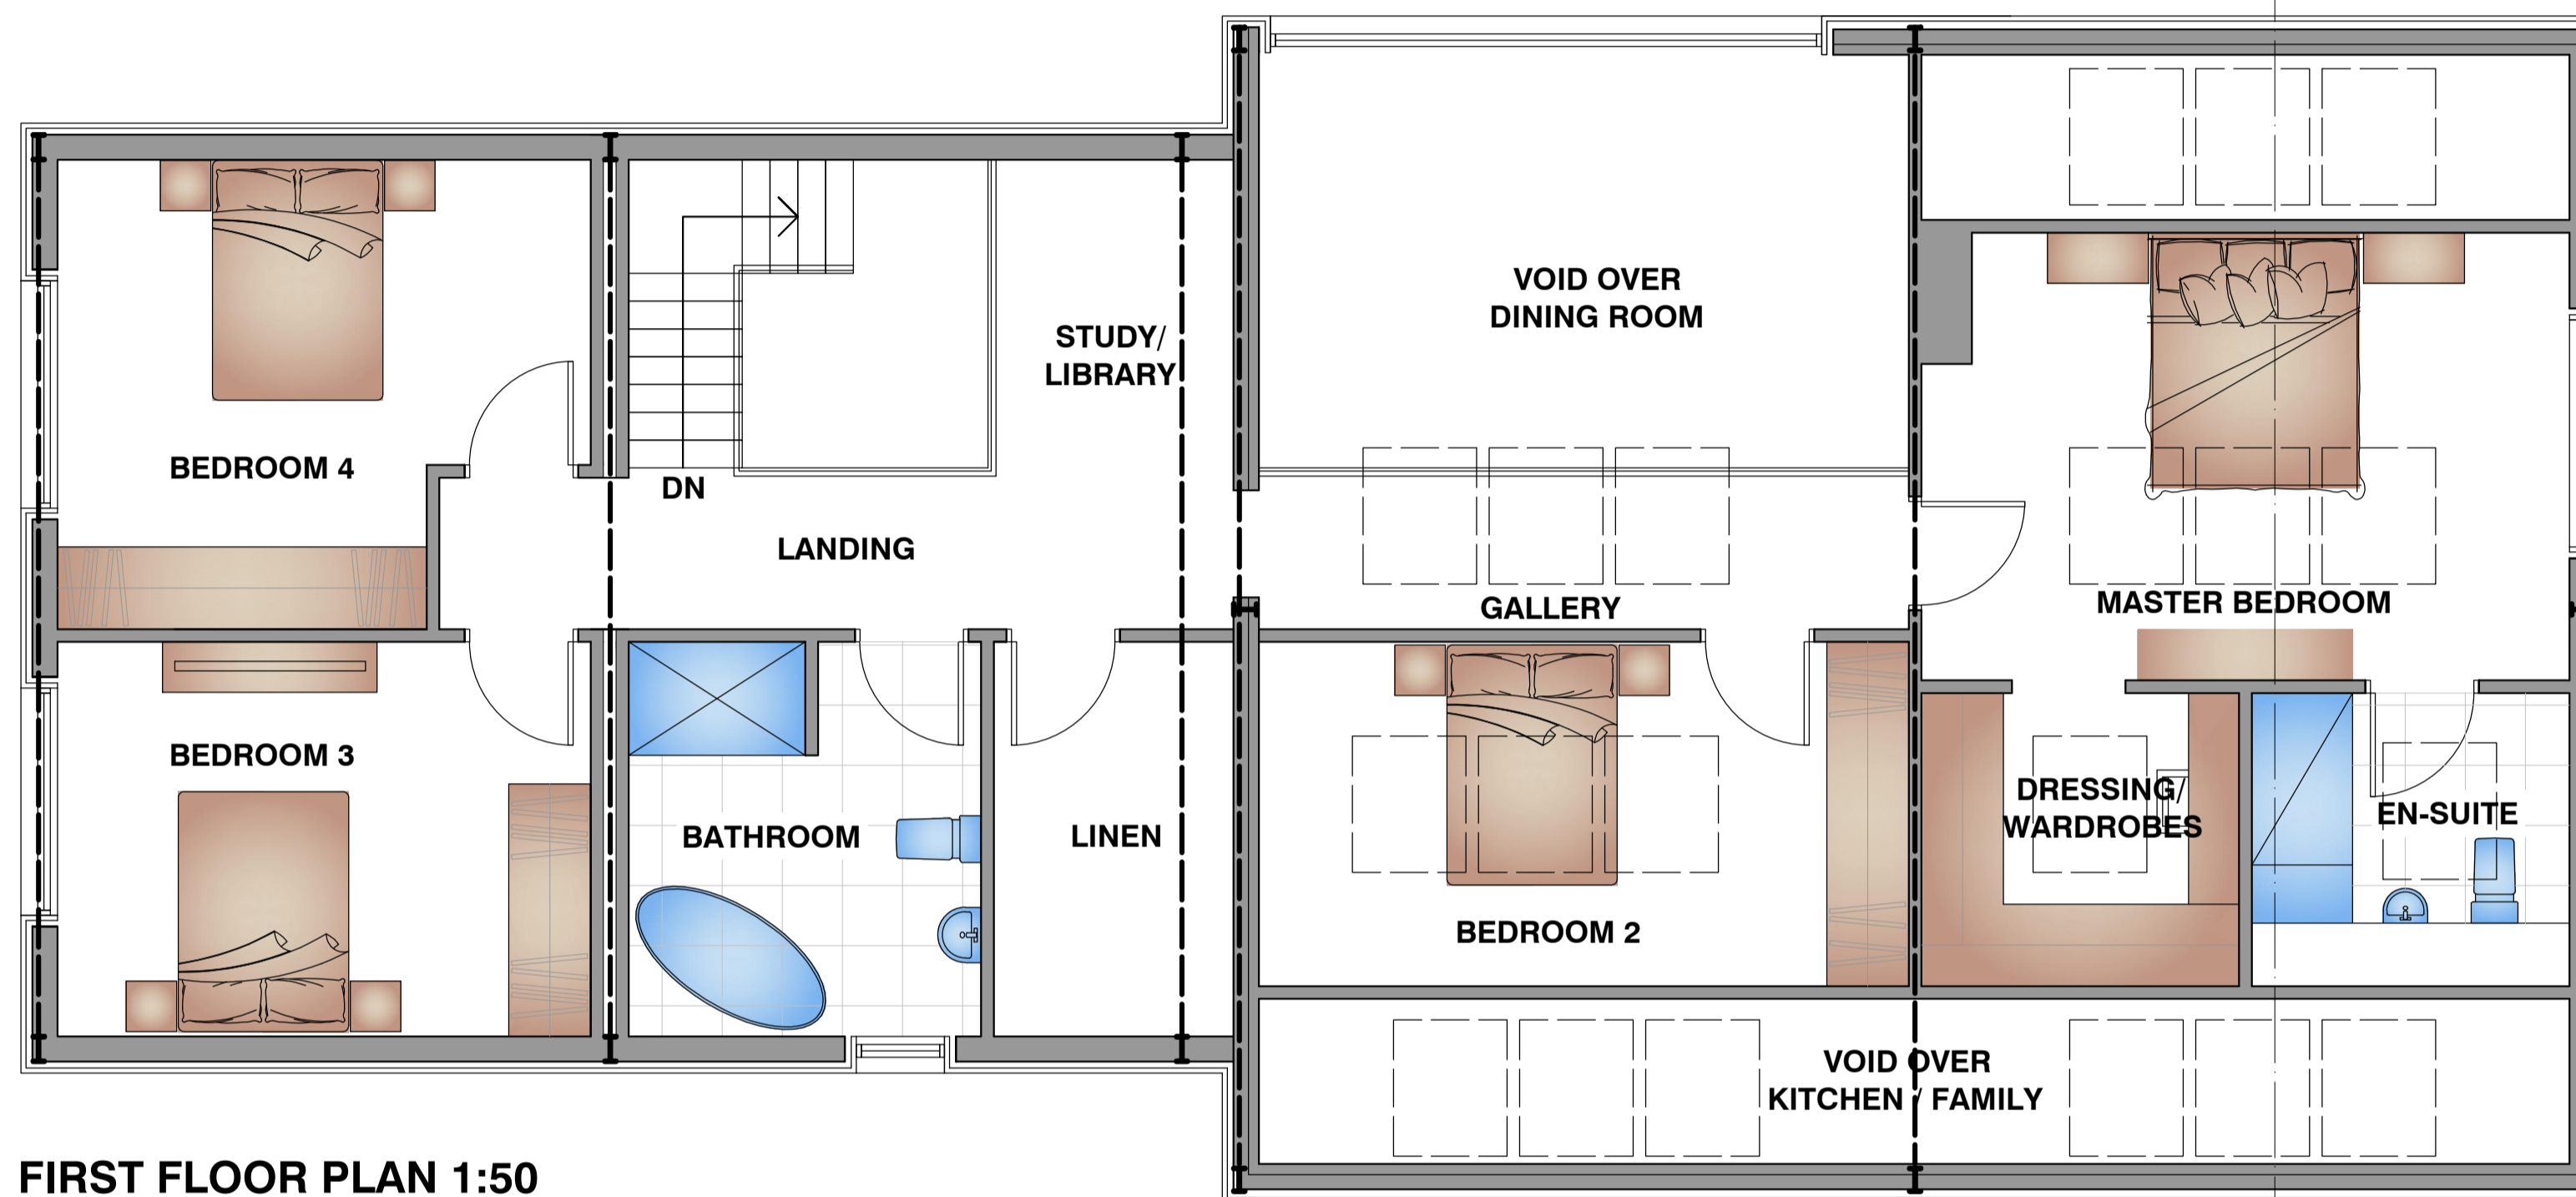 VOID OVER
DINING ROOM
STUDY/
LIBRARY
BEDROOM 4
DN
LANDING
GALLERY
MASTER BEDROOM
BEDROOM 3
BATHROOM
LINEN
DRESSING/
WARDROBES
EN-SUITE
BEDROOM 2
VOID OVER
KITCHEN / FAMILY
FIRST FLOOR PLAN 1:50